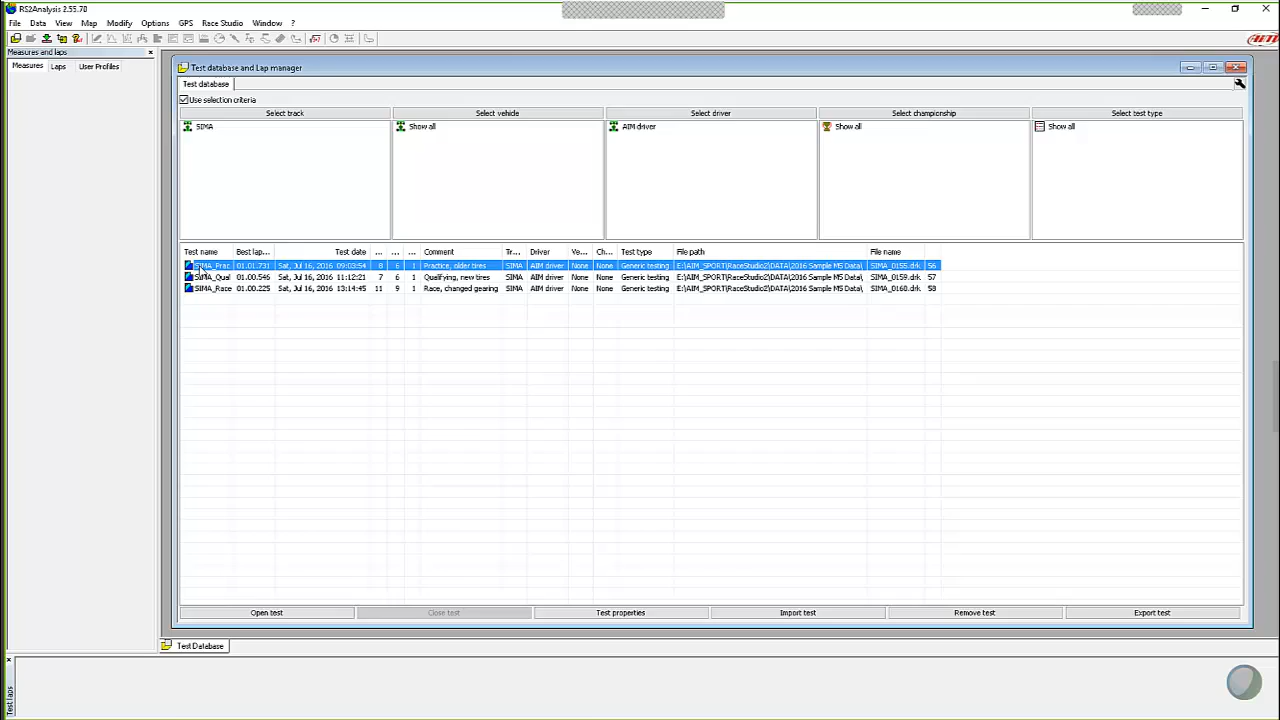 RS2Analysis 2.55.70
File Data View Map Modify Options GPS Race Studio Window ?
Measures and laps
Measures Laps User Profiles
Test database and Lap manager
Test database
Use selection criteria
Select track Select vehicle Select driver Select championship Select test type
SIMA Show all AIM driver Show all Show all
Test name Best lap... Test date ... ... ... Comment Tr... Driver Ve... Ch... Test type File path File name
SIMA_Prac 01.01.731 Sat, Jul 16, 2016 09:03:54 8 6 1 Practice, older tires SIMA AIM driver None None Generic testing E:\AIM_SPORT\RaceStudio2\DATA\2016 Sample MS Data\ SIMA_0155.drk 56
SIMA_Qual 01.00.546 Sat, Jul 16, 2016 11:12:21 7 6 1 Qualifying, new tires SIMA AIM driver None None Generic testing E:\AIM_SPORT\RaceStudio2\DATA\2016 Sample MS Data\ SIMA_0159.drk 57
SIMA_Race 01.00.225 Sat, Jul 16, 2016 13:14:45 11 9 1 Race, changed gearing SIMA AIM driver None None Generic testing E:\AIM_SPORT\RaceStudio2\DATA\2016 Sample MS Data\ SIMA_0160.drk 58
Open test Close test Test properties Import test Remove test Export test
Test Database
Test laps